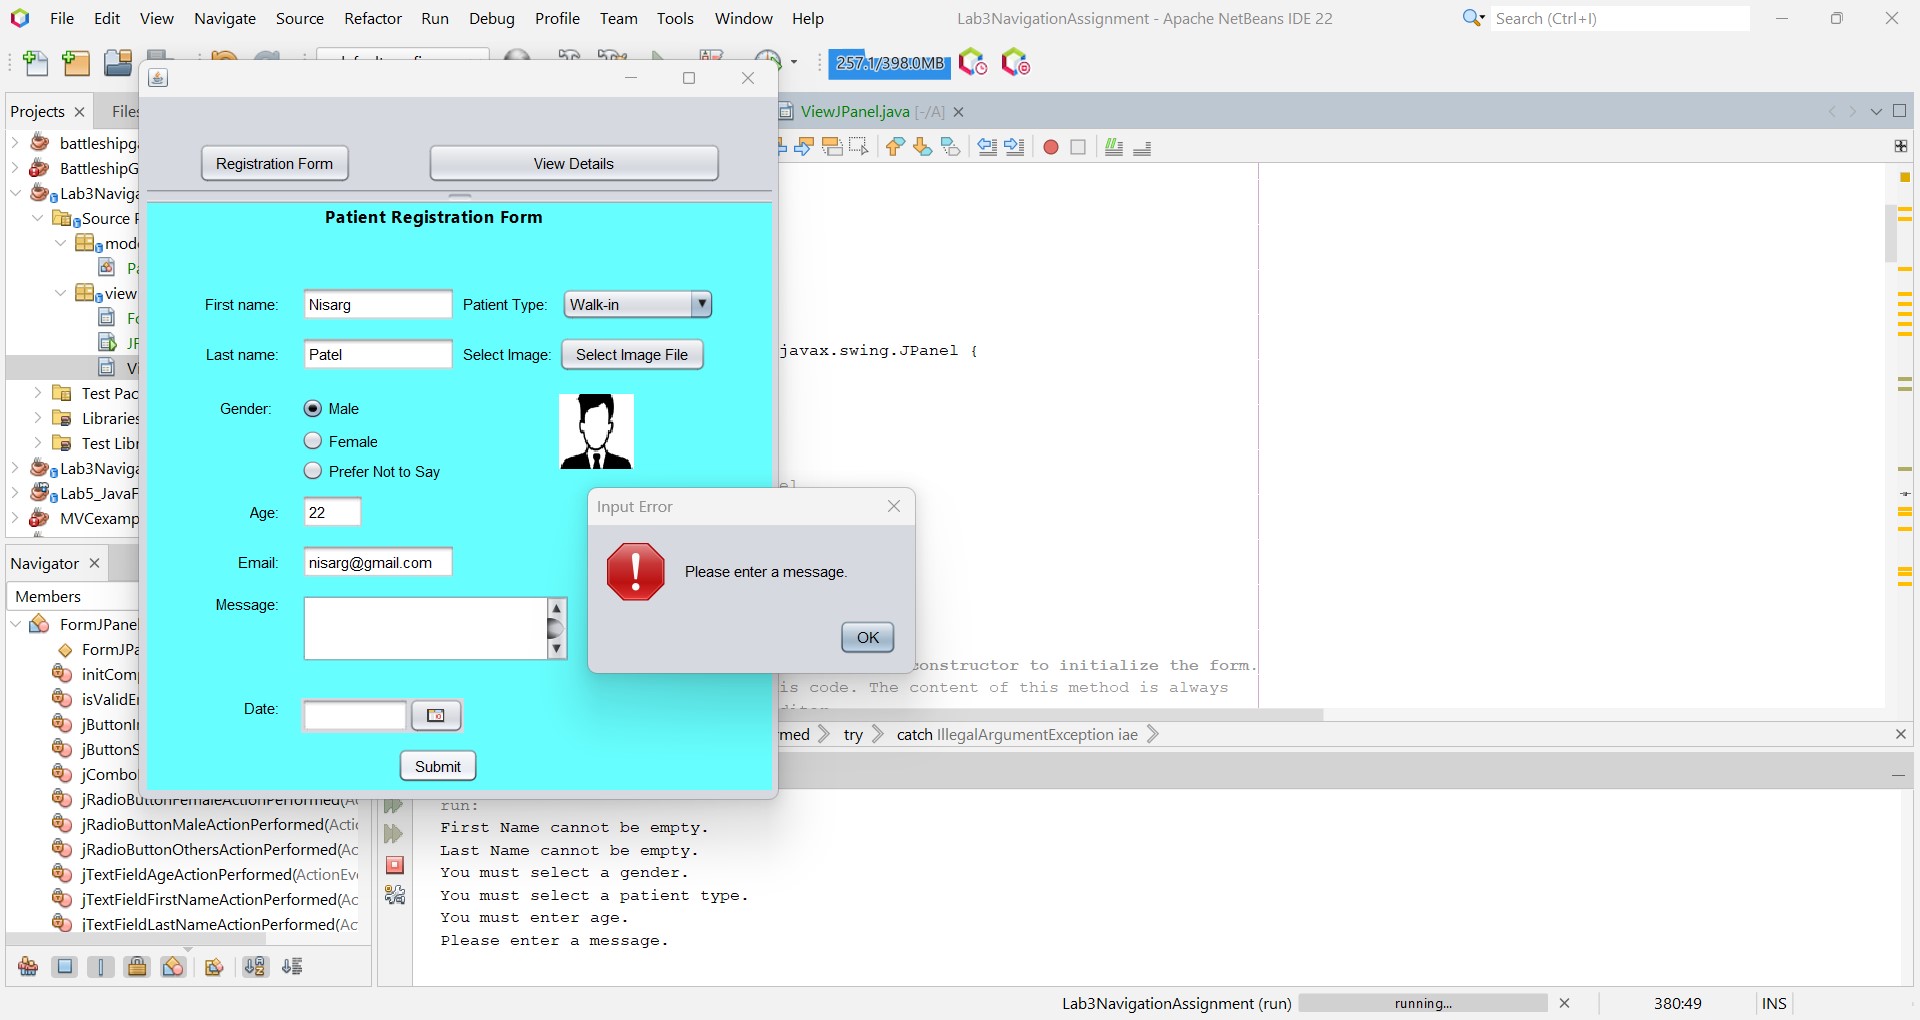 File Edit View Navigate Source Refactor Run Debug Profile Team Tools Window Help
Lab3NavigationAssignment - Apache NetBeans IDE 22
Search (Ctrl+I)
257.1/398.0MB
Projects
Files
ViewJPanel.java [-/A]
Registration Form
View Details
Patient Registration Form
First name:
Nisarg
Patient Type:
Walk-in
Last name:
Patel
Select Image:
Select Image File
Gender:
Male
Female
Prefer Not to Say
Age:
22
Email:
nisarg@gmail.com
Message:
Date:
Submit
Input Error
Please enter a message.
OK
battleshipg
BattleshipG
Lab3Naviga
Source P
mod
Pa
view
Fo
JF
Vi
Test Pac
Libraries
Test Libr
Lab3Naviga
Lab5_JavaF
MVCexamp
javax.swing.JPanel {
constructor to initialize the form.
is code. The content of this method is always
med
try
catch IllegalArgumentException iae
Navigator
Members
FormJPane
FormJPa
initCom
isValidE
jButtonI
jButtonS
jCombo
jRadioButtonFemaleActionPerformed(Ac
jRadioButtonMaleActionPerformed(Actic
jRadioButtonOthersActionPerformed(Ac
jTextFieldAgeActionPerformed(ActionEv
jTextFieldFirstNameActionPerformed(Ac
jTextFieldLastNameActionPerformed(Ac
run:
First Name cannot be empty.
Last Name cannot be empty.
You must select a gender.
You must select a patient type.
You must enter age.
Please enter a message.
Lab3NavigationAssignment (run)
running...
380:49
INS